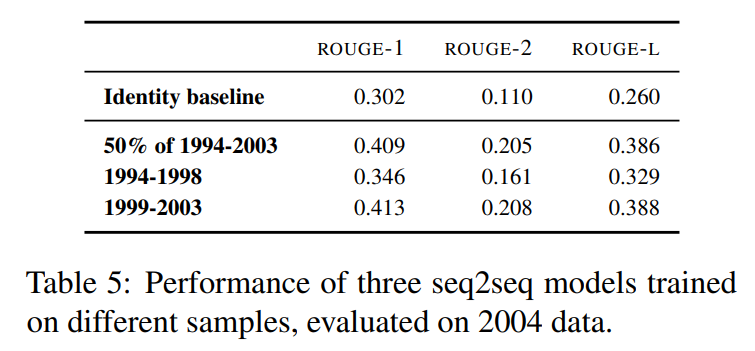 ROUGE-1 ROUGE-2 ROUGE-L
Identity baseline 0.302 0.110 0.260
50% of 1994-2003 0.409 0.205 0.386
1994-1998 0.346 0.161 0.329
1999-2003 0.413 0.208 0.388
Table 5: Performance of three seq2seq models trained
on different samples, evaluated on 2004 data.